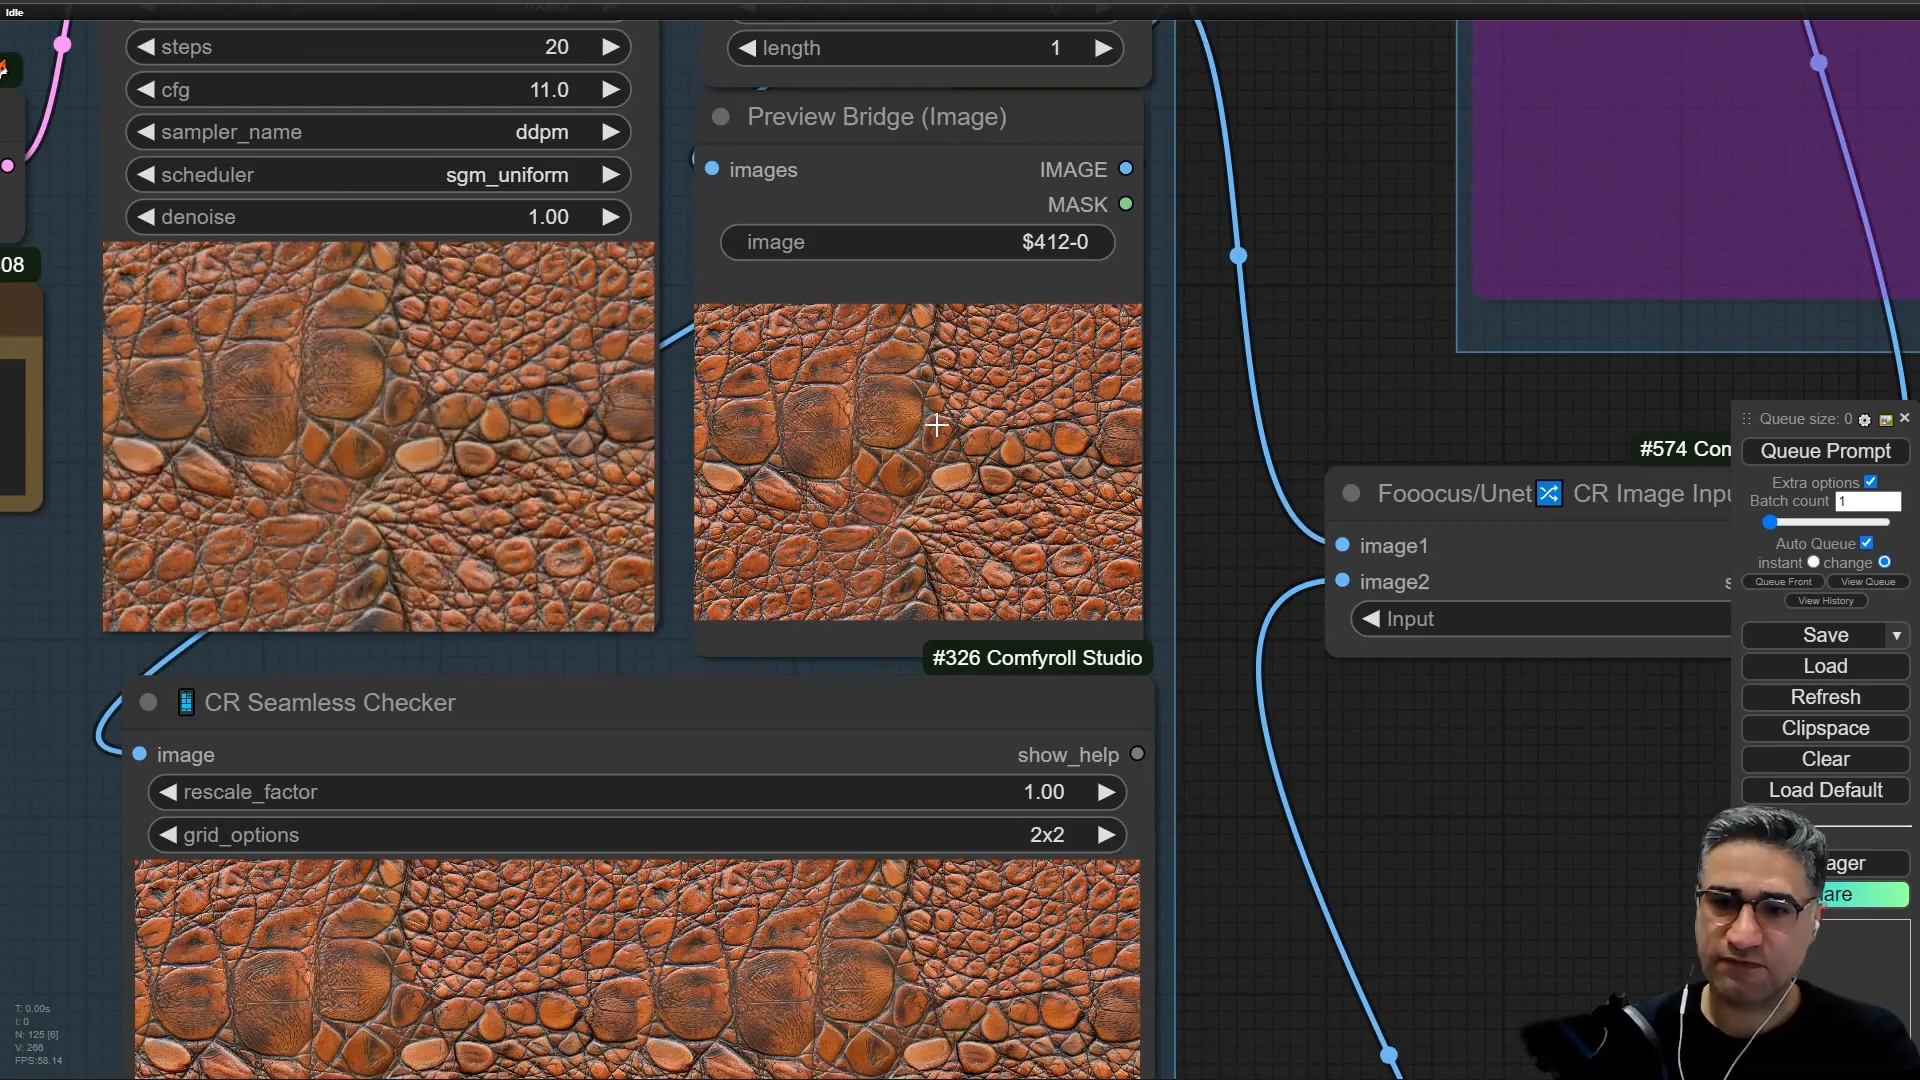 Idle
steps 20
cfg 11.0
sampler_name ddpm
scheduler sgm_uniform
denoise 1.00
length 1
Preview Bridge (Image)
images IMAGE
MASK
image $412-0
08
#326 Comfyroll Studio
CR Seamless Checker
image show_help
rescale_factor 1.00
grid_options 2x2
#574 Com
Fooocus/Unet CR Image Inpu
image1
image2
Input
Queue size: 0
Queue Prompt
Extra options
Batch count 1
Auto Queue
instant change
Queue Front View Queue
View History
Save
Load
Refresh
Clipspace
Clear
Load Default
ager
are
T: 0.00s
I: 0
N: 125 [6]
V: 266
FPS:58.14